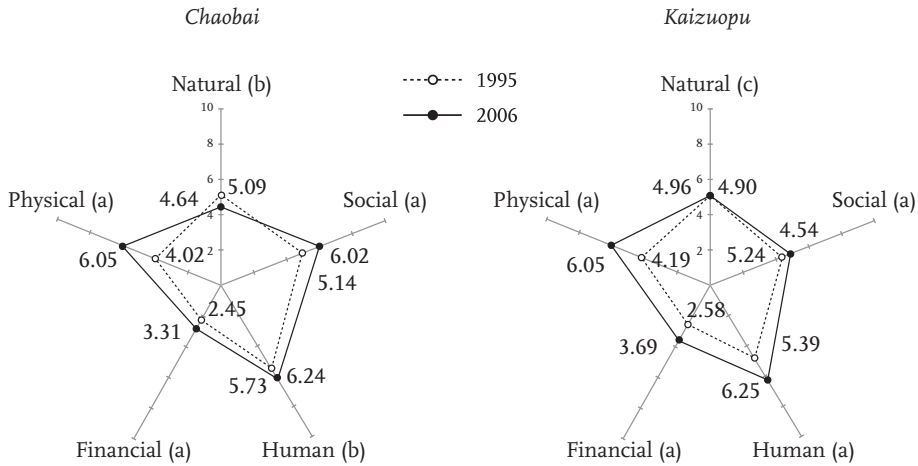 Chaobai
Kaizuopu
1995
2006
Natural (b)
10
8
6
4
2
5.09
4.64
Physical (a)
Social (a)
6.05
4.02
6.02
5.14
2.45
3.31
5.73
6.24
Financial (a)
Human (b)
Natural (c)
10
8
6
4
2
4.96
4.90
Physical (a)
Social (a)
4.54
6.05
4.19
5.24
2.58
3.69
5.39
6.25
Financial (a)
Human (a)